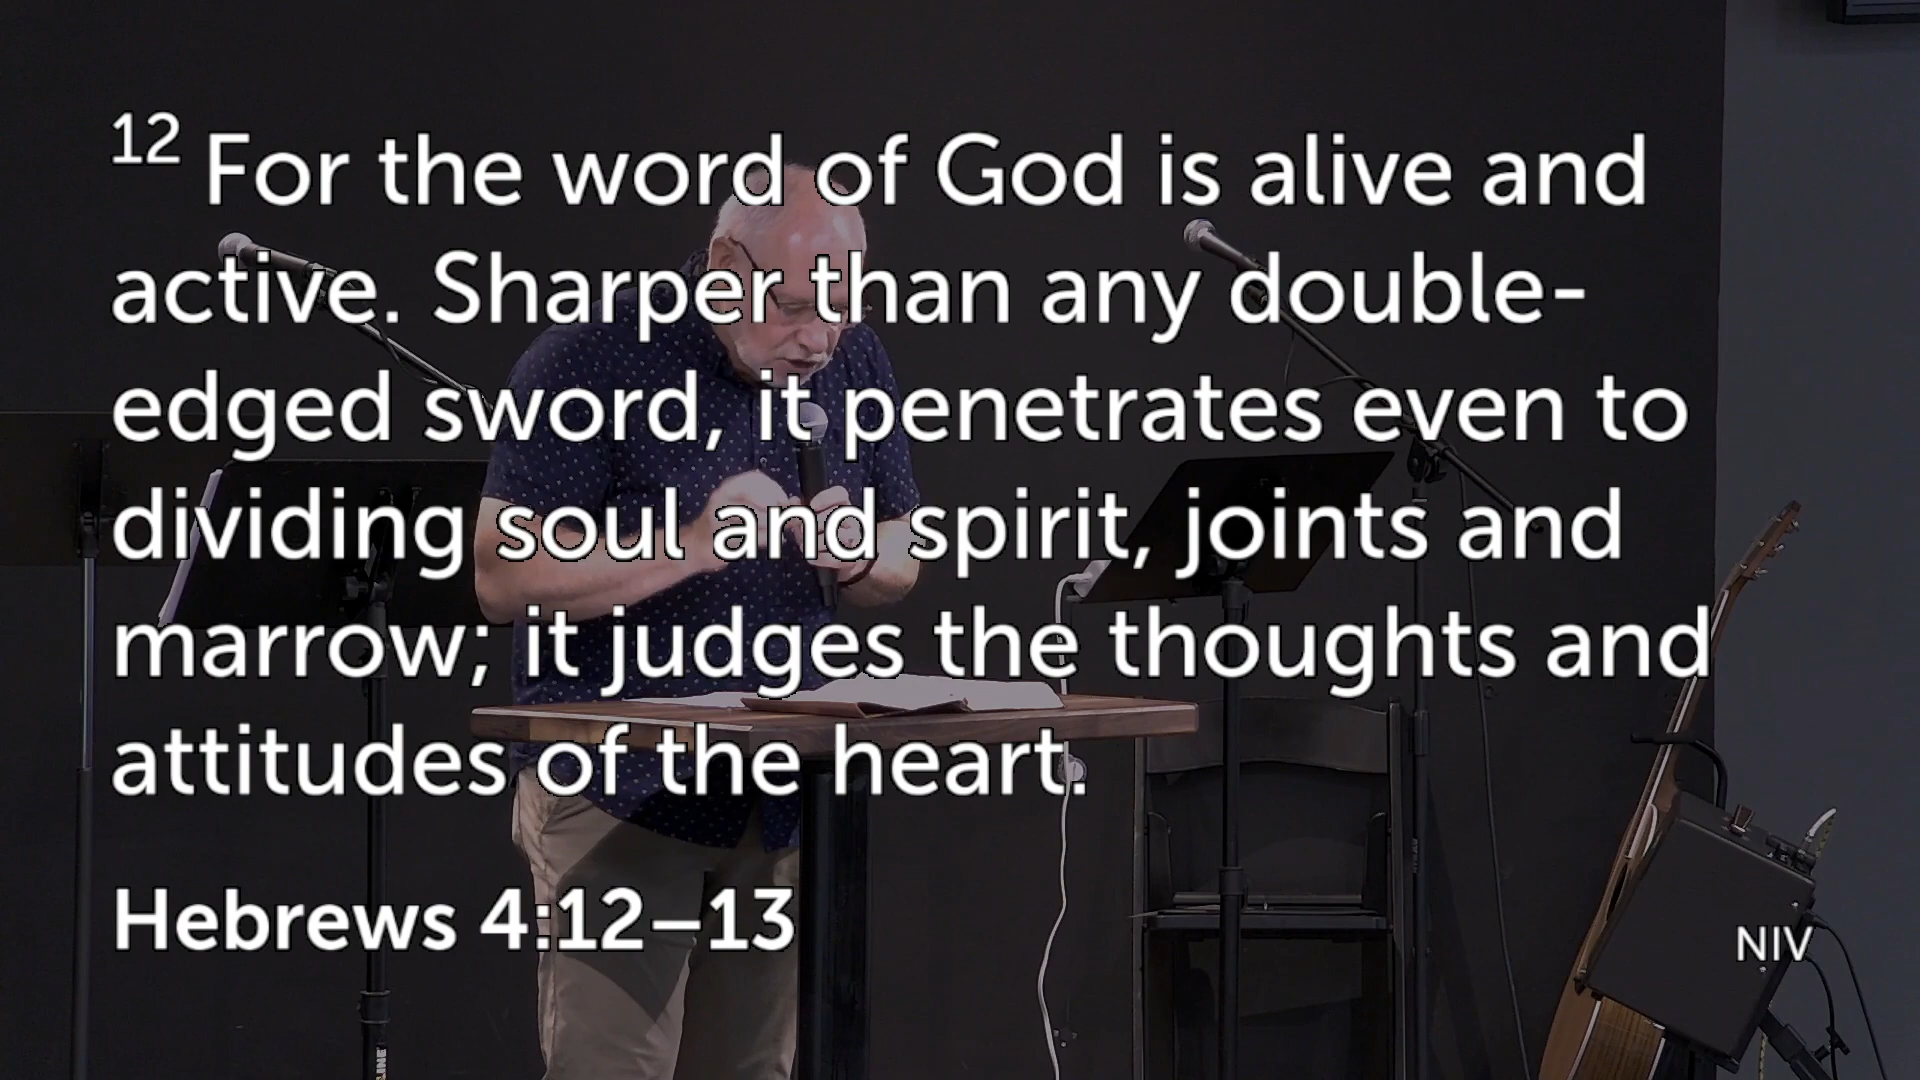 12 For the word of God is alive and
active. Sharper than any double-
edged sword, it penetrates even to
dividing soul and spirit, joints and
marrow; it judges the thoughts and
attitudes of the heart.
Hebrews 4:12–13
NIV